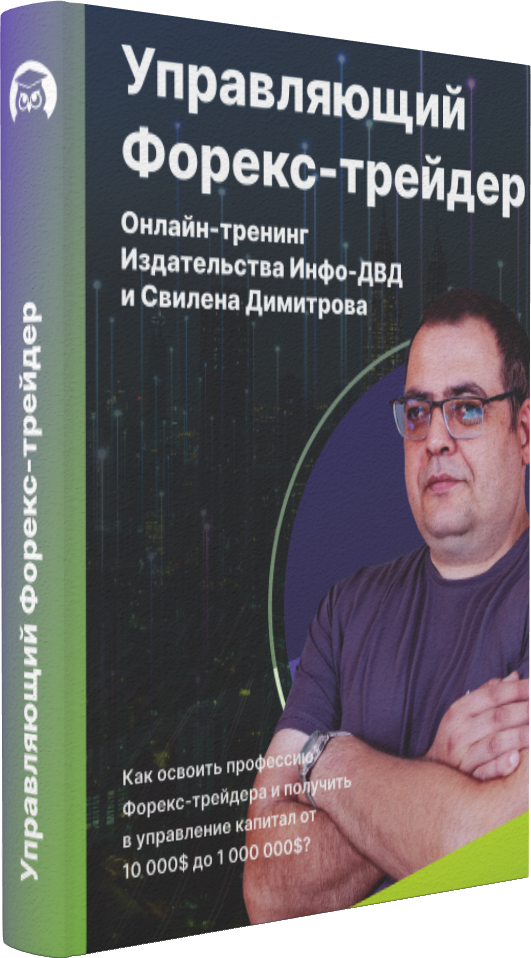 Управляющий
Форекс-трейдер
Онлайн-тренинг
Издательства Инфо-ДВД
и Свилена Димитрова
Как освоить профессию
Форекс-трейдера и получить
в управление капитал от
10 000$ до 1 000 000$?
Управляющий Форекс-трейдер